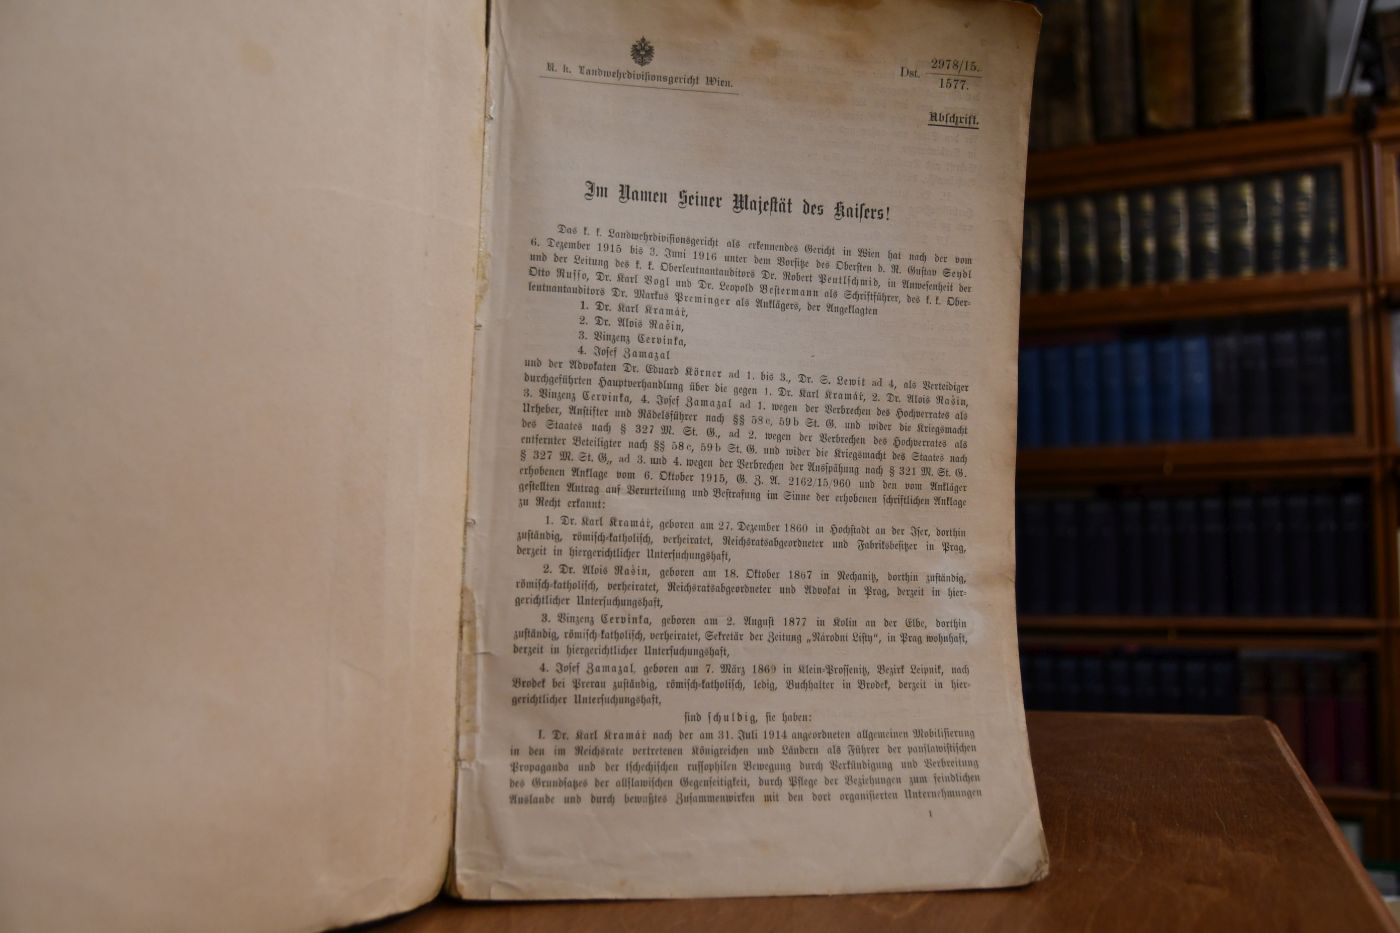 K. k. Landwehrdivisionsgericht Wien.
Dst. 2978/15.
1577.
Abschrift.
Im Namen Seiner Majestät des Kaisers!
Das k. k. Landwehrdivisionsgericht als erkennendes Gericht in Wien hat nach der vom
6. Dezember 1915 bis 3. Juni 1916 unter dem Vorsitze des Obersten d. R. Gustav Seydl
und der Leitung des k. k. Oberleutnantauditors Dr. Robert Peutlschmid, in Anwesenheit der
Otto Russo, Dr. Karl Vogl und Dr. Leopold Bestermann als Schriftführer, des k. k. Ober-
leutnantauditors Dr. Markus Preminger als Anklägers, der Angeklagten
1. Dr. Karl Kramář,
2. Dr. Alois Rašin,
3. Vinzenz Cervinka,
4. Josef Zamazal
und der Advokaten Dr. Eduard Körner ad 1. bis 3., Dr. S. Lewit ad 4, als Verteidiger
durchgeführten Hauptverhandlung über die gegen 1. Dr. Karl Kramář, 2. Dr. Alois Rašin,
3. Vinzenz Cervinka, 4. Josef Zamazal ad 1. wegen der Verbrechen des Hochverrates als
Urheber, Anstifter und Rädelsführer nach §§ 58 c, 59 b St. G. und wider die Kriegsmacht
des Staates nach § 327 M. St. G., ad 2. wegen der Verbrechen des Hochverrates als
entfernter Beteiligter nach §§ 58 c, 59 b St. G. und wider die Kriegsmacht des Staates nach
§ 327 M. St. G., ad 3. und 4. wegen der Verbrechen der Ausspähung nach § 321 M. St. G.
erhobenen Anklage vom 6. Oktober 1915, G. Z. A. 2162/15/960 und den vom Ankläger
gestellten Antrag auf Verurteilung und Bestrafung im Sinne der erhobenen schriftlichen Anklage
zu Recht erkannt:
1. Dr. Karl Kramář, geboren am 27. Dezember 1860 in Hochstadt an der Iser, dorthin
zuständig, römisch-katholisch, verheiratet, Reichsratsabgeordneter und Fabriksbesitzer in Prag,
derzeit in hiergerichtlicher Untersuchungshaft,
2. Dr. Alois Rašin, geboren am 18. Oktober 1867 in Nechanitz, dorthin zuständig,
römisch-katholisch, verheiratet, Reichsratsabgeordneter und Advokat in Prag, derzeit in hier-
gerichtlicher Untersuchungshaft,
3. Vinzenz Cervinka, geboren am 2. August 1877 in Kolin an der Elbe, dorthin
zuständig, römisch-katholisch, verheiratet, Sekretär der Zeitung „Národni Listy“, in Prag wohnhaft,
derzeit in hiergerichtlicher Untersuchungshaft,
4. Josef Zamazal, geboren am 7. März 1869 in Klein-Prossenitz, Bezirk Leipnik, nach
Brodek bei Prerau zuständig, römisch-katholisch, ledig, Buchhalter in Brodek, derzeit in hier-
gerichtlicher Untersuchungshaft,
sind schuldig, sie haben:
I. Dr. Karl Kramář nach der am 31. Juli 1914 angeordneten allgemeinen Mobilisierung
in den im Reichsrate vertretenen Königreichen und Ländern als Führer der panslawistischen
Propaganda und der tschechischen russophilen Bewegung durch Verkündigung und Verbreitung
des Grundsatzes der allslawischen Gegenseitigkeit, durch Pflege der Beziehungen zum feindlichen
Auslande und durch bewußtes Zusammenwirken mit den dort organisierten Unternehmungen
1